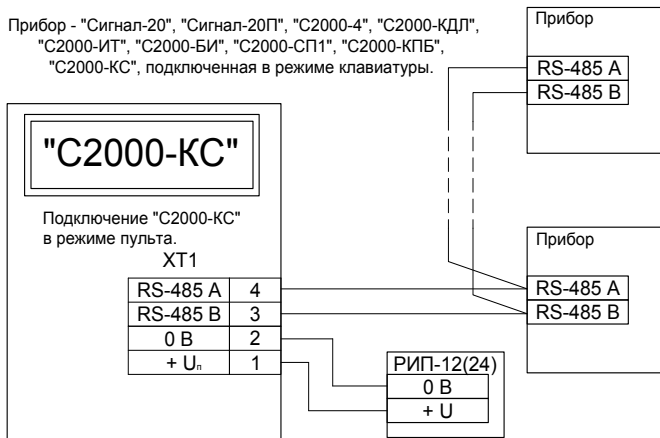 Прибор - "Сигнал-20", "Сигнал-20П", "С2000-4", "С2000-КДЛ",
"С2000-ИТ", "С2000-БИ", "С2000-СП1", "С2000-КПБ",
"С2000-КС", подключенная в режиме клавиатуры.
Прибор
RS-485 A
RS-485 B
"С2000-КС"
Подключение "С2000-КС"
в режиме пульта.
XT1
RS-485 A 4
RS-485 B 3
0 В 2
+ Uп 1
Прибор
RS-485 A
RS-485 B
РИП-12(24)
0 В
+ U